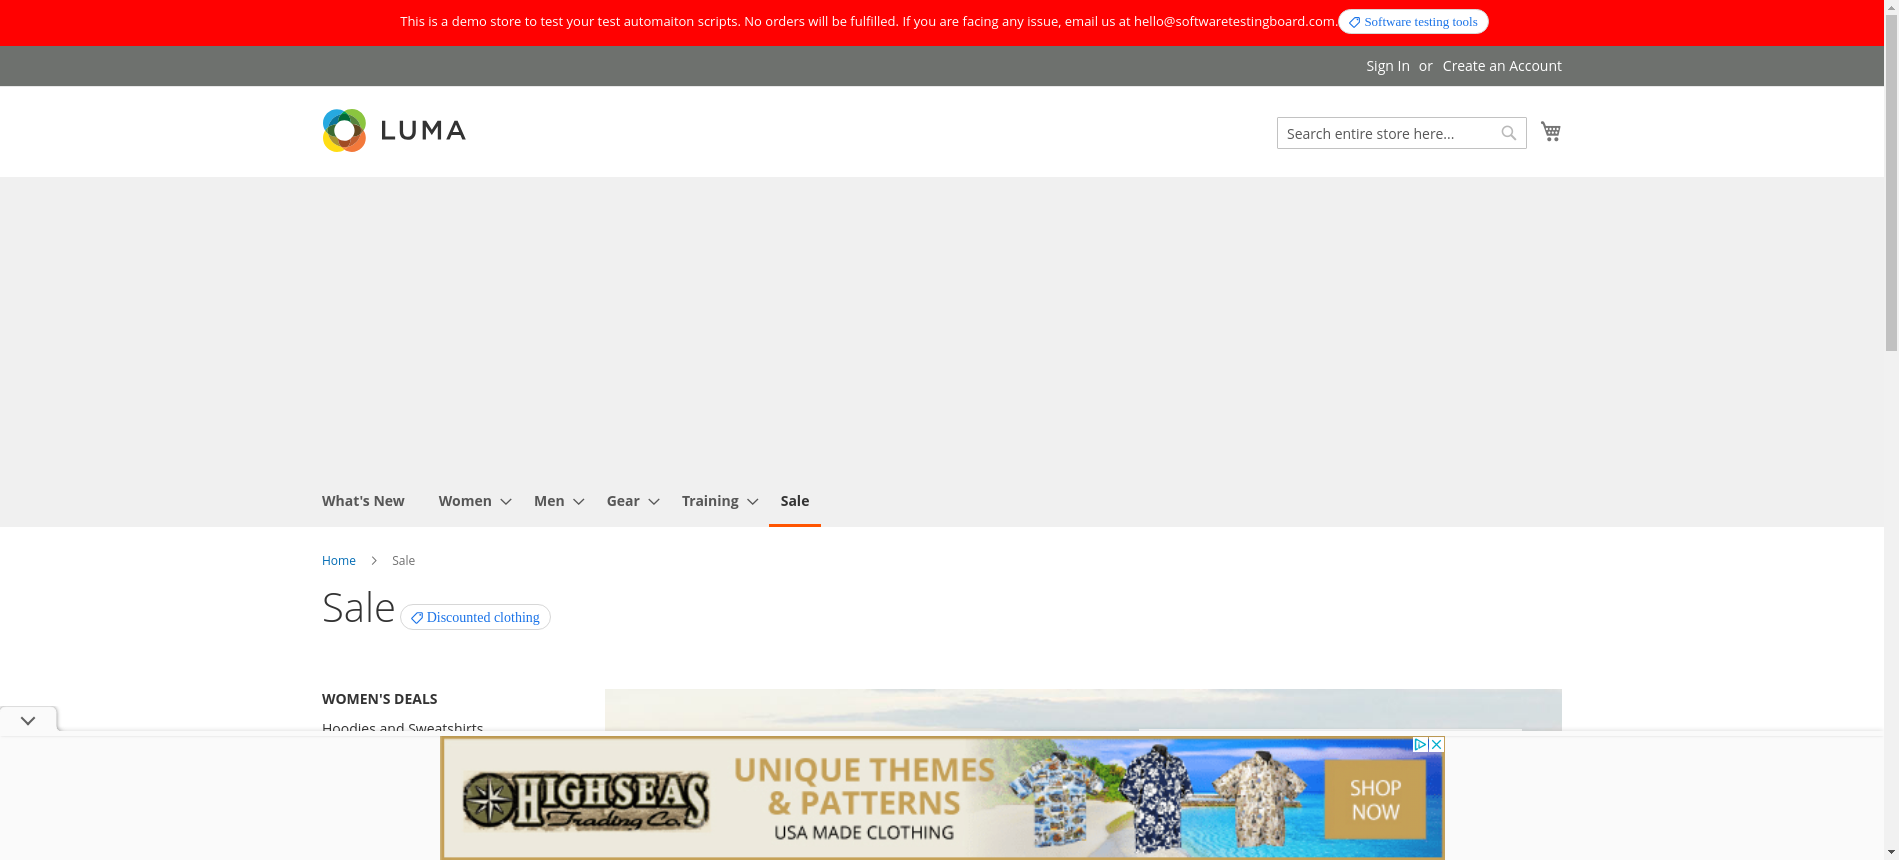 This is a demo store to test your test automaiton scripts. No orders will be fulfilled. If you are facing any issue, email us at hello@softwaretestingboard.com. Software testing tools
Sign In or Create an Account
LUMA
Search entire store here...
What's New Women Men Gear Training Sale
Home Sale
Sale Discounted clothing
WOMEN'S DEALS
Hoodies and Sweatshirts
HIGH SEAS
Trading Co.
UNIQUE THEMES
& PATTERNS
USA MADE CLOTHING
SHOP
NOW